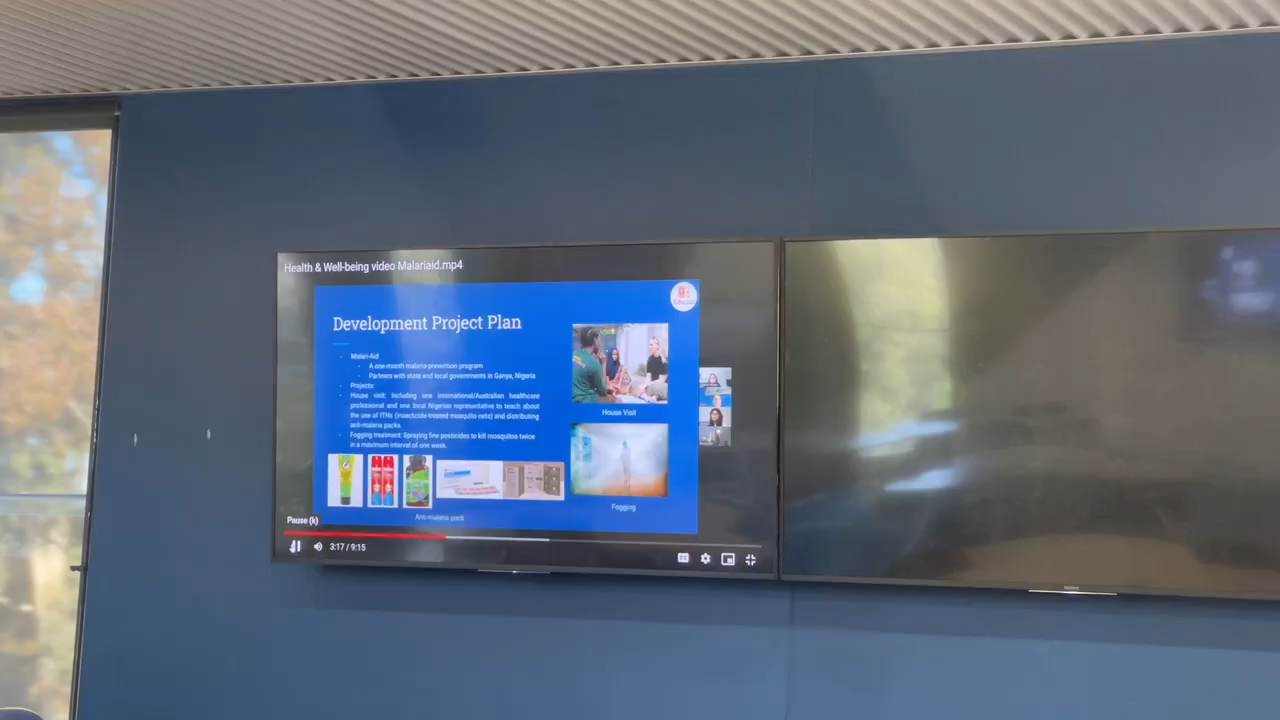 Health & Well-being video Malariaid.mp4
Development Project Plan
Malari-Aid
A one-month malaria-prevention program
Partners with state and local governments in Ganye, Nigeria
Projects:
House visit: Including one international/Australian healthcare
professional and one local Nigerian representative to teach about
the use of ITNs (insecticide-treated mosquito nets) and distributing
anti-malaria packs.
Fogging treatment: Spraying fine pesticides to kill mosquitos twice
in a maximum interval of one week.
House Visit
Fogging
Anti-malaria pack
Pause (k)
3:17 / 9:15